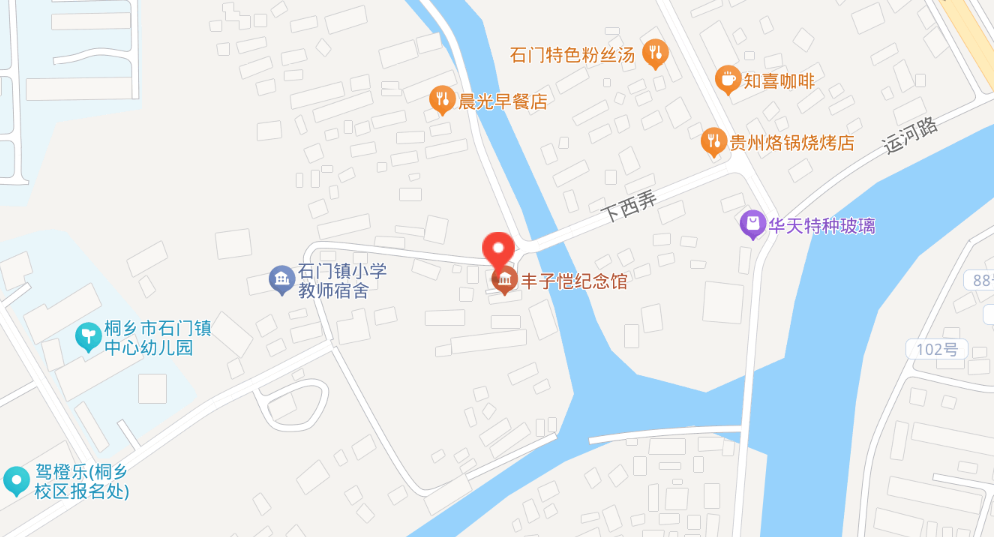 石门特色粉丝汤
知喜咖啡
晨光早餐店
贵州烙锅烧烤店
运河路
下西弄
华天特种玻璃
石门镇小学
教师宿舍
丰子恺纪念馆
88号
桐乡市石门镇
中心幼儿园
102号
驾橙乐(桐乡
校区报名处)